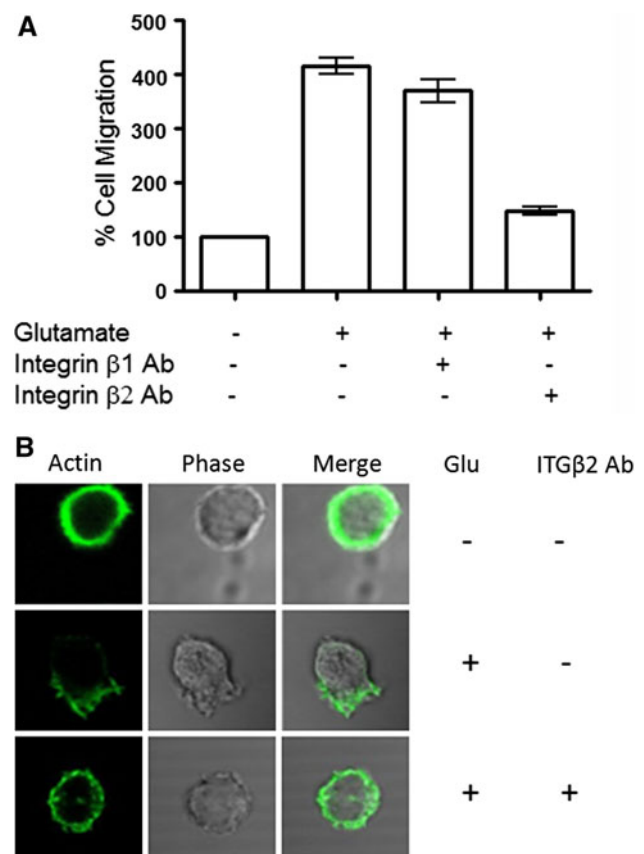 A
500
400
300
200
100
0
% Cell Migration
Glutamate - + + +
Integrin β1 Ab - - + -
Integrin β2 Ab - - - +
B
Actin Phase Merge Glu ITGβ2 Ab
- -
+ -
+ +